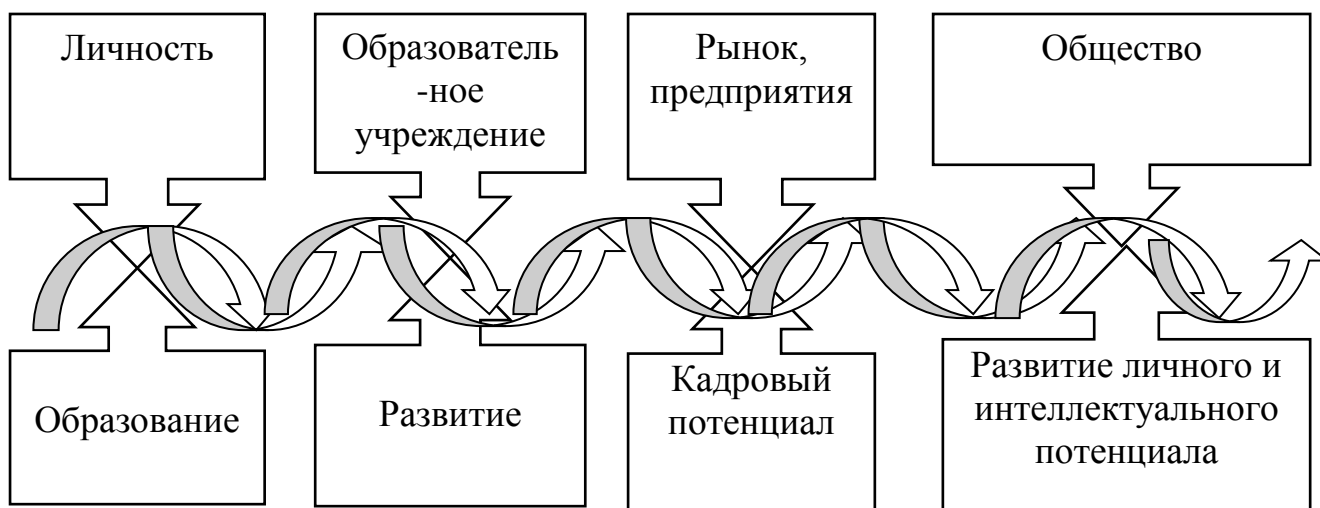 Личность
Образователь
-ное
учреждение
Рынок,
предприятия
Общество
Образование
Развитие
Кадровый
потенциал
Развитие личного и
интеллектуального
потенциала